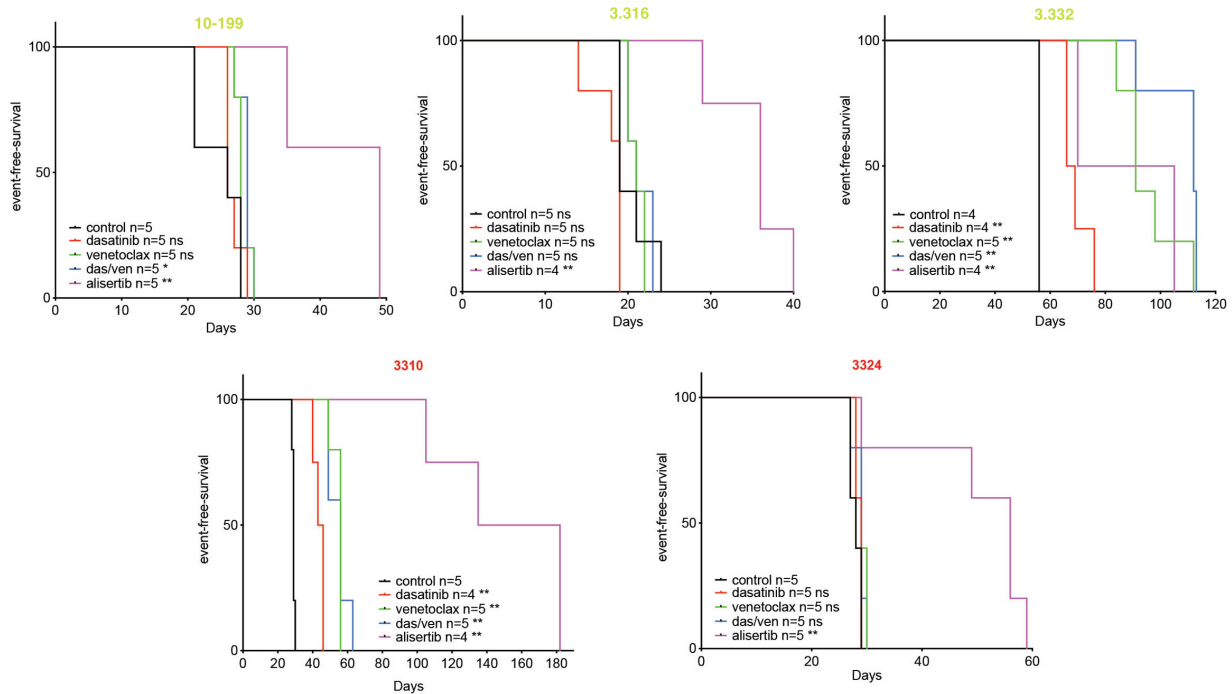 10-199
event-free-survival
100
50
0
control n=5
dasatinib n=5 ns
venetoclax n=5 ns
das/ven n=5 *
alisertib n=5 **
0 10 20 30 40 50
Days
3.316
event-free-survival
100
50
0
control n=5 ns
dasatinib n=5 ns
venetoclax n=5 ns
das/ven n=5 ns
alisertib n=4 **
0 10 20 30 40
Days
3.332
event-free-survival
100
50
0
control n=4
dasatinib n=4 **
venetoclax n=5 **
das/ven n=5 **
alisertib n=4 **
0 20 40 60 80 100 120
Days
3310
event-free-survival
100
50
0
control n=5
dasatinib n=4 **
venetoclax n=5 **
das/ven n=5 **
alisertib n=4 **
0 20 40 60 80 100 120 140 160 180
Days
3324
event-free-survival
100
50
0
control n=5
dasatinib n=5 ns
venetoclax n=5 ns
das/ven n=5 ns
alisertib n=5 **
0 20 40 60
Days